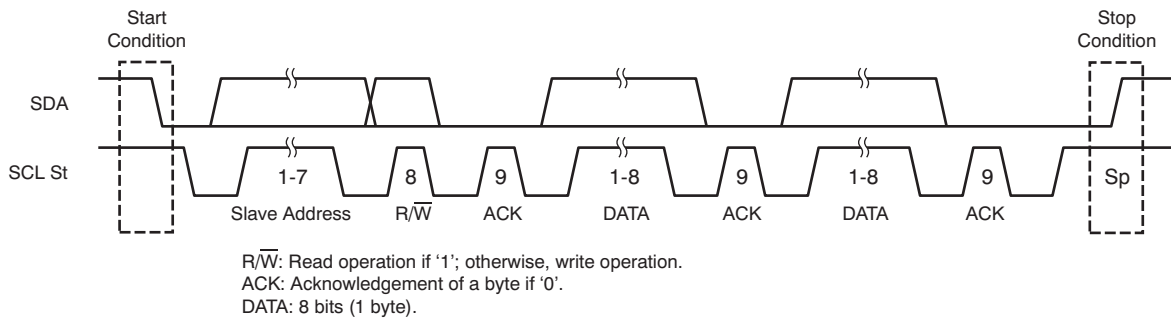 Start
Condition
Stop
Condition
SDA
SCL St
1-7
8
9
1-8
9
1-8
9
Sp
Slave Address
R/W̅
ACK
DATA
ACK
DATA
ACK
R/W̅: Read operation if ‘1’; otherwise, write operation.
ACK: Acknowledgement of a byte if ‘0’.
DATA: 8 bits (1 byte).